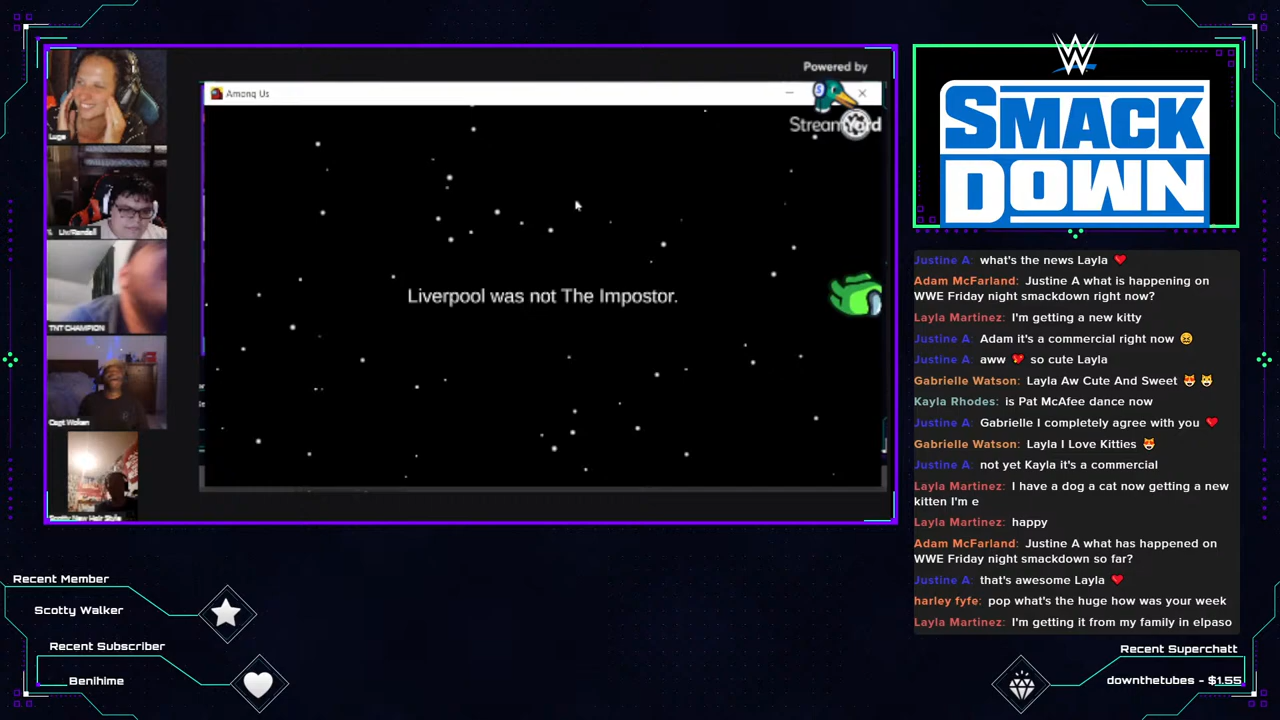 Powered by
StreamYard
Among Us
Luga
TNT CHAMPION
Liverpool was not The Impostor.
W
SMACK
DOWN
Justine A: what's the news Layla ❤
Adam McFarland: Justine A what is happening on
WWE Friday night smackdown right now?
Layla Martinez: I'm getting a new kitty
Justine A: Adam it's a commercial right now 😆
Justine A: aww 💘 so cute Layla
Gabrielle Watson: Layla Aw Cute And Sweet 🦊 😸
Kayla Rhodes: is Pat McAfee dance now
Justine A: Gabrielle I completely agree with you ❤
Gabrielle Watson: Layla I Love Kitties 🦊
Justine A: not yet Kayla it's a commercial
Layla Martinez: I have a dog a cat now getting a new
kitten I'm e
Layla Martinez: happy
Adam McFarland: Justine A what has happened on
WWE Friday night smackdown so far?
Justine A: that's awesome Layla ❤
harley fyfe: pop what's the huge how was your week
Layla Martinez: I'm getting it from my family in elpaso
Recent Member
Scotty Walker
Recent Subscriber
Benihime
Recent Superchatt
downthetubes - $1.55